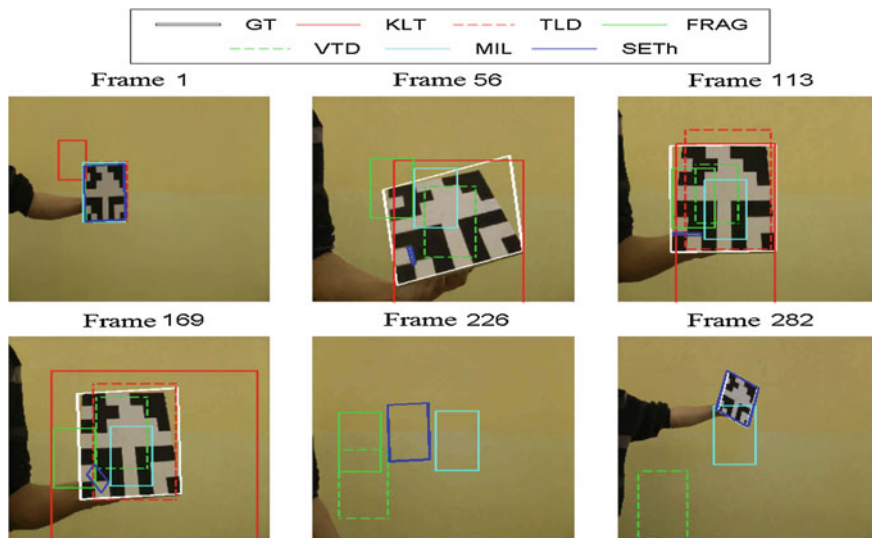 GT KLT TLD FRAG
VTD MIL SETh
Frame 1 Frame 56 Frame 113
Frame 169 Frame 226 Frame 282